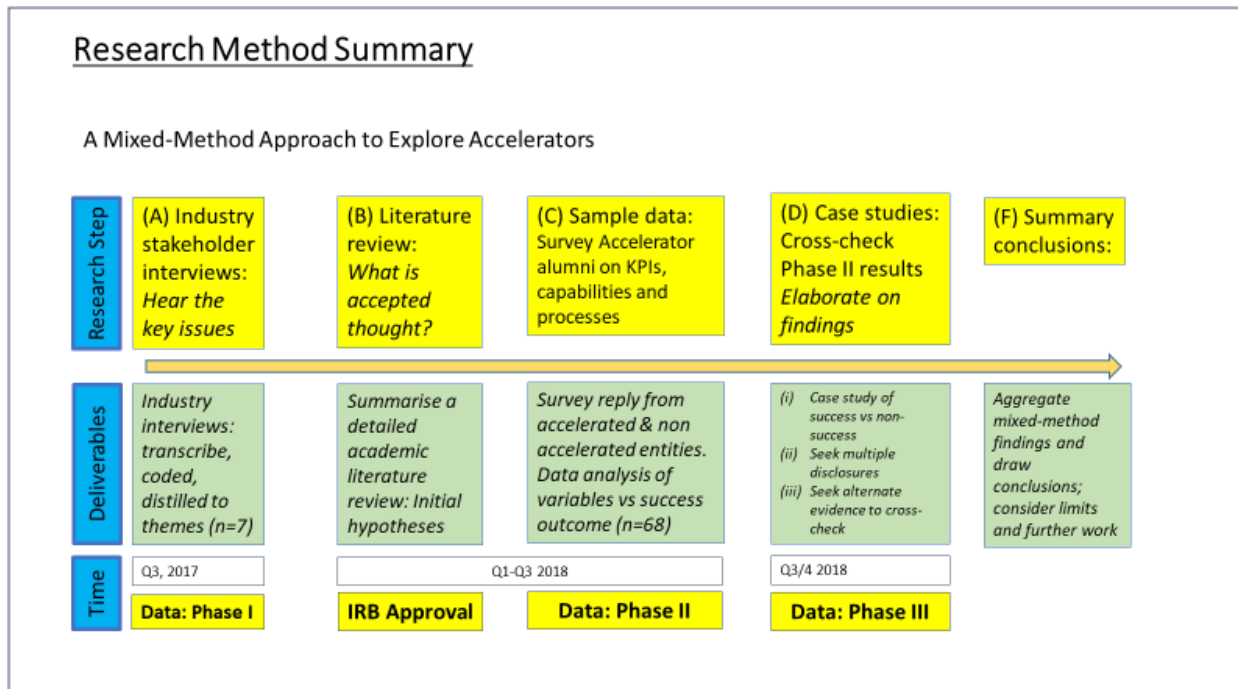 Research Method Summary
A Mixed-Method Approach to Explore Accelerators
Research Step
(A) Industry
stakeholder
interviews:
Hear the
key issues
(B) Literature
review:
What is
accepted
thought?
(C) Sample data:
Survey Accelerator
alumni on KPIs,
capabilities and
processes
(D) Case studies:
Cross-check
Phase II results
Elaborate on
findings
(F) Summary
conclusions:
Deliverables
Industry
interviews:
transcribe,
coded,
distilled to
themes (n=7)
Summarise a
detailed
academic
literature
review: Initial
hypotheses
Survey reply from
accelerated & non
accelerated entities.
Data analysis of
variables vs success
outcome (n=68)
(i) Case study of
success vs non-
success
(ii) Seek multiple
disclosures
(iii) Seek alternate
evidence to cross-
check
Aggregate
mixed-method
findings and
draw
conclusions;
consider limits
and further work
Time
Q3, 2017
Q1-Q3 2018
Q3/4 2018
Data: Phase I
IRB Approval
Data: Phase II
Data: Phase III